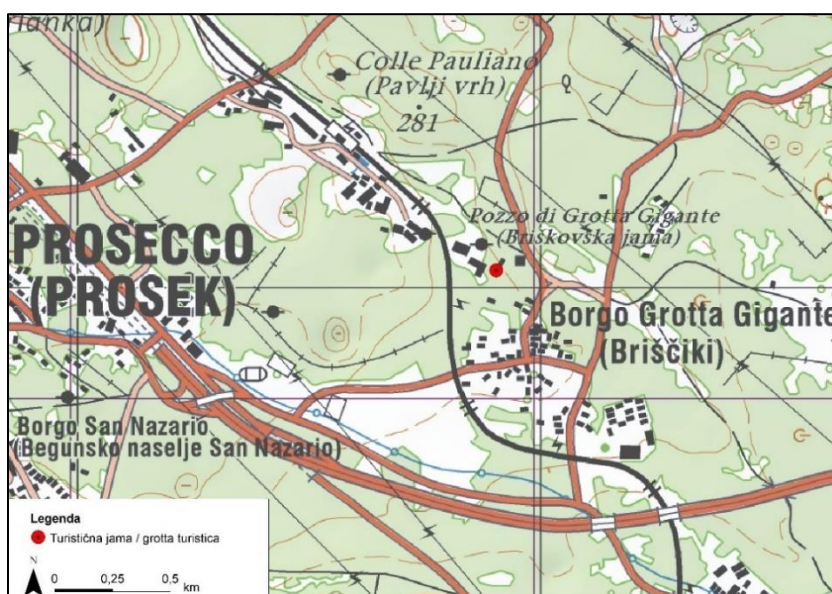 anka)
Colle Pauliano
(Pavlji vrh)
281
Pozzo di Grotta Gigante
(Briškovska jama)
PROSECCO
(PROSEK)
Borgo Grotta Gigante
(Briščiki)
Borgo San Nazario
(Begunsko naselje San Nazario)
Legenda
Turistična jama / grotta turistica
N
0 0,25 0,5
km